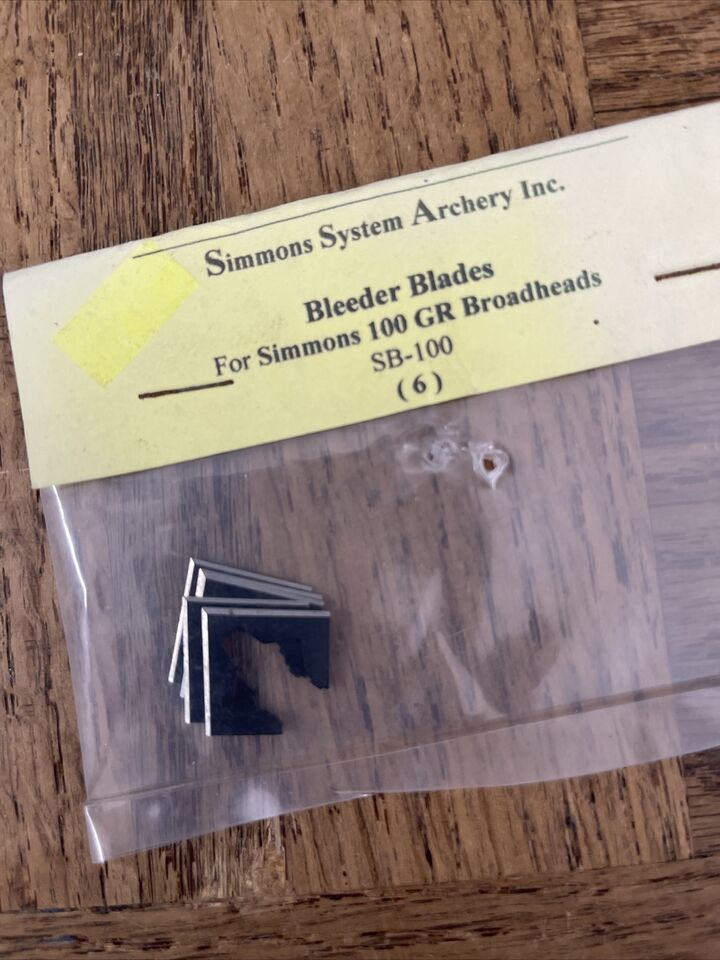 Simmons System Archery Inc.
Bleeder Blades
For Simmons 100 GR Broadheads
SB-100
( 6 )